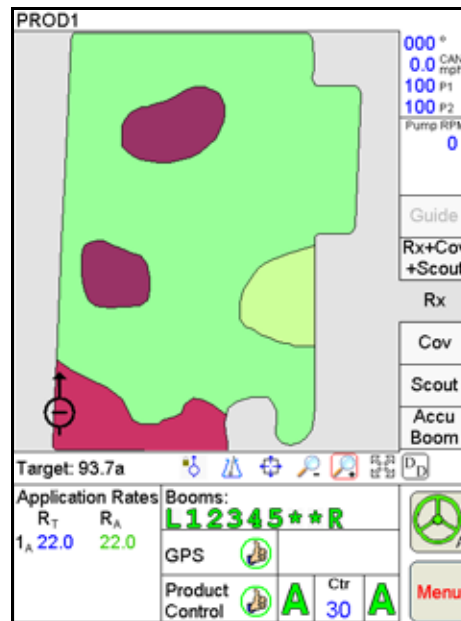 PROD1
000 °
0.0 CAN mph
100 P1
100 P2
Pump RPM
0
Guide
Rx+Cov
+Scout
Rx
Cov
Scout
Accu
Boom
Target: 93.7a
D D
Application Rates
RT RA
1A 22.0 22.0
Booms:
L12345**R
GPS
Product
Control
A
Ctr
30
A
A
Menu